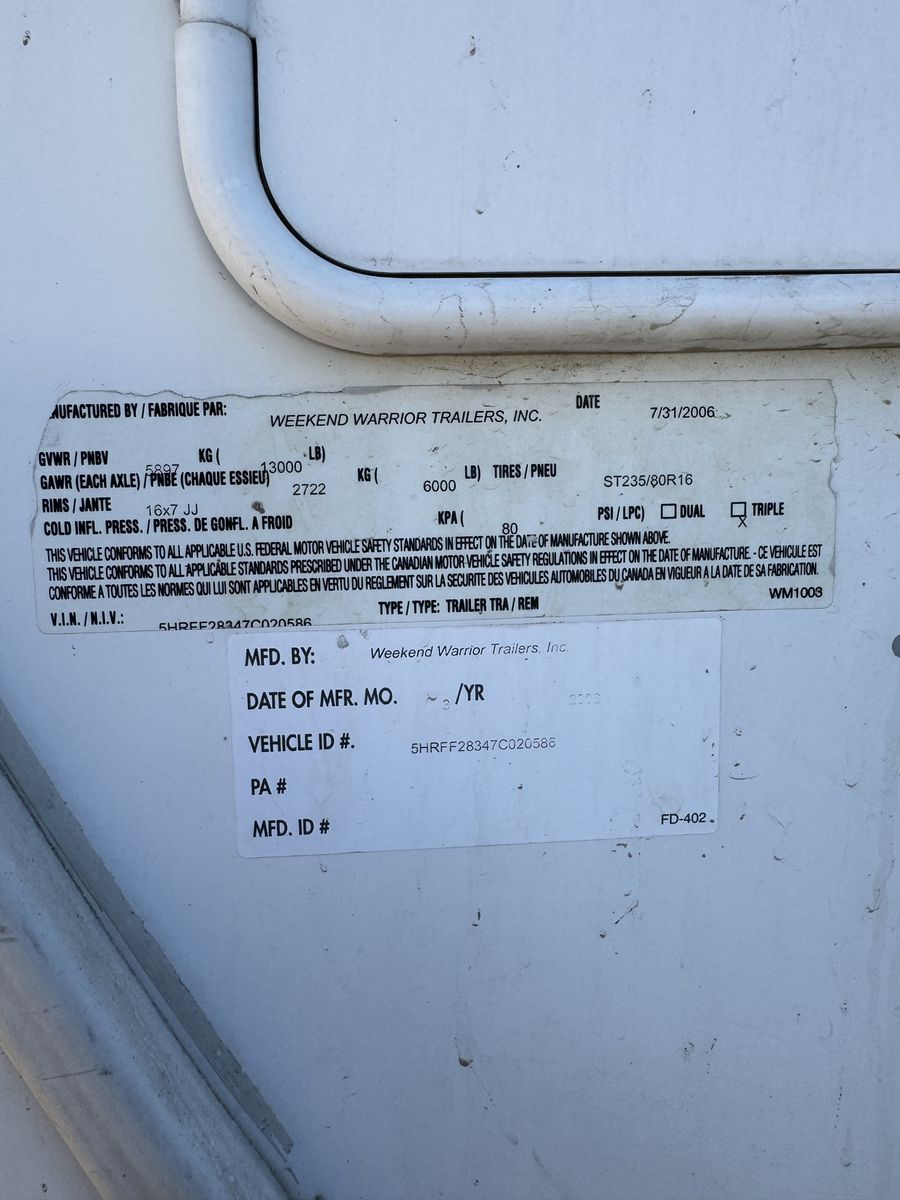 NUFACTURED BY / FABRIQUE PAR: WEEKEND WARRIOR TRAILERS, INC. DATE 7/31/2006
GVWR / PNBV 5897 KG ( 13000 LB)
GAWR (EACH AXLE) / PNBE (CHAQUE ESSIEU) 2722 KG ( 6000 LB) TIRES / PNEU ST235/80R16
RIMS / JANTE 16x7 JJ
COLD INFL. PRESS. / PRESS. DE GONFL. A FROID KPA ( 80 PSI / LPC) DUAL X TRIPLE
THIS VEHICLE CONFORMS TO ALL APPLICABLE U.S. FEDERAL MOTOR VEHICLE SAFETY STANDARDS IN EFFECT ON THE DATE OF MANUFACTURE SHOWN ABOVE.
THIS VEHICLE CONFORMS TO ALL APPLICABLE STANDARDS PRESCRIBED UNDER THE CANADIAN MOTOR VEHICLE SAFETY REGULATIONS IN EFFECT ON THE DATE OF MANUFACTURE. - CE VEHICULE EST
CONFORME A TOUTES LES NORMES QUI LUI SONT APPLICABLES EN VERTU DU REGLEMENT SUR LA SECURITE DES VEHICULES AUTOMOBILES DU CANADA EN VIGUEUR A LA DATE DE SA FABRICATION.
WM1003
V.I.N. / N.I.V.: 5HRFF28347C020586 TYPE / TYPE: TRAILER TRA / REM
MFD. BY: Weekend Warrior Trailers, Inc.
DATE OF MFR. MO. /YR
VEHICLE ID #. 5HRFF28347C020586
PA #
MFD. ID # FD-402